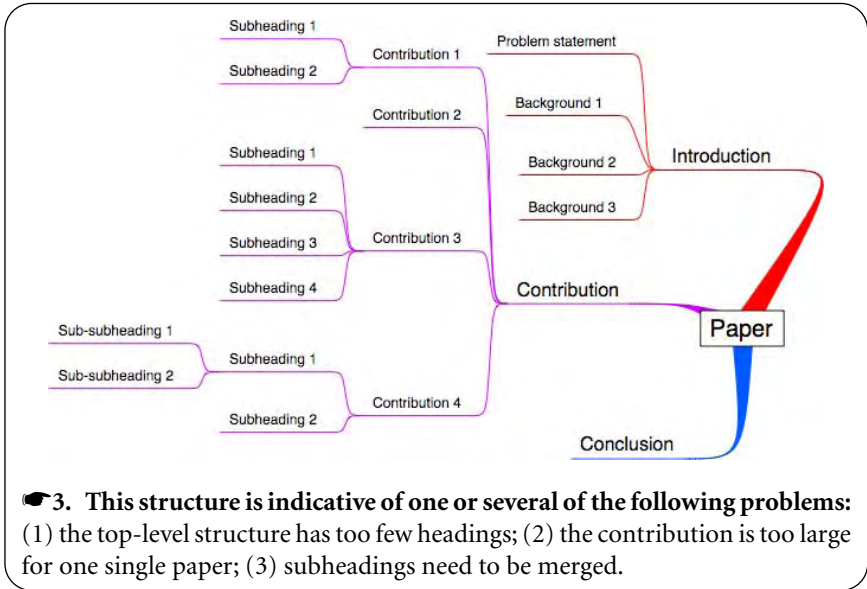 Subheading 1
Subheading 2
Contribution 1
Contribution 2
Subheading 1
Subheading 2
Subheading 3
Subheading 4
Contribution 3
Sub-subheading 1
Sub-subheading 2
Subheading 1
Subheading 2
Contribution 4
Contribution
Problem statement
Background 1
Background 2
Background 3
Introduction
Paper
Conclusion
☛3. This structure is indicative of one or several of the following problems:
(1) the top-level structure has too few headings; (2) the contribution is too large
for one single paper; (3) subheadings need to be merged.